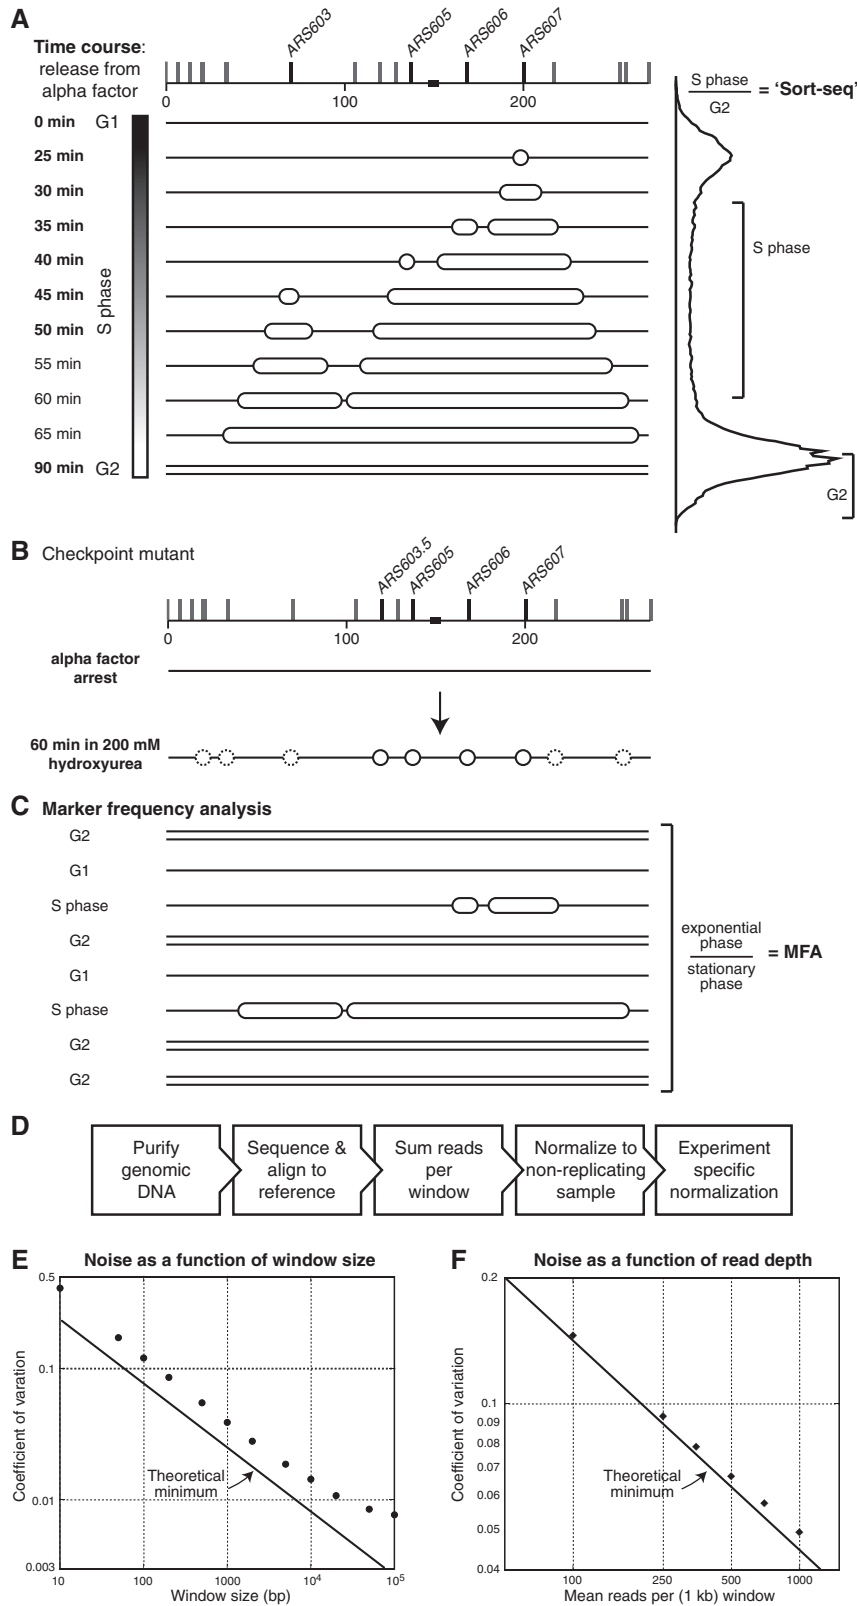 A
Time course:
release from
alpha factor
ARS603
ARS605
ARS606
ARS607
0
100
200
S phase
G2
= 'Sort-seq'
0 min G1
25 min
30 min
35 min
40 min
45 min
50 min
55 min
60 min
65 min
90 min G2
S phase
S phase
G2
B Checkpoint mutant
ARS603.5
ARS605
ARS606
ARS607
0
100
200
alpha factor
arrest
60 min in 200 mM
hydroxyurea
C Marker frequency analysis
G2
G1
S phase
G2
G1
S phase
G2
G2
exponential
phase
stationary
phase
= MFA
D
Purify
genomic
DNA
Sequence &
align to
reference
Sum reads
per
window
Normalize to
non-replicating
sample
Experiment
specific
normalization
E Noise as a function of window size
Coefficient of varation
0.5
0.1
0.01
0.003
Theoretical
minimum
10
100
1000
10⁴
10⁵
Window size (bp)
F Noise as a function of read depth
Coefficient of variation
0.2
0.1
0.09
0.08
0.07
0.06
0.05
0.04
Theoretical
minimum
100
250
500
1000
Mean reads per (1 kb) window